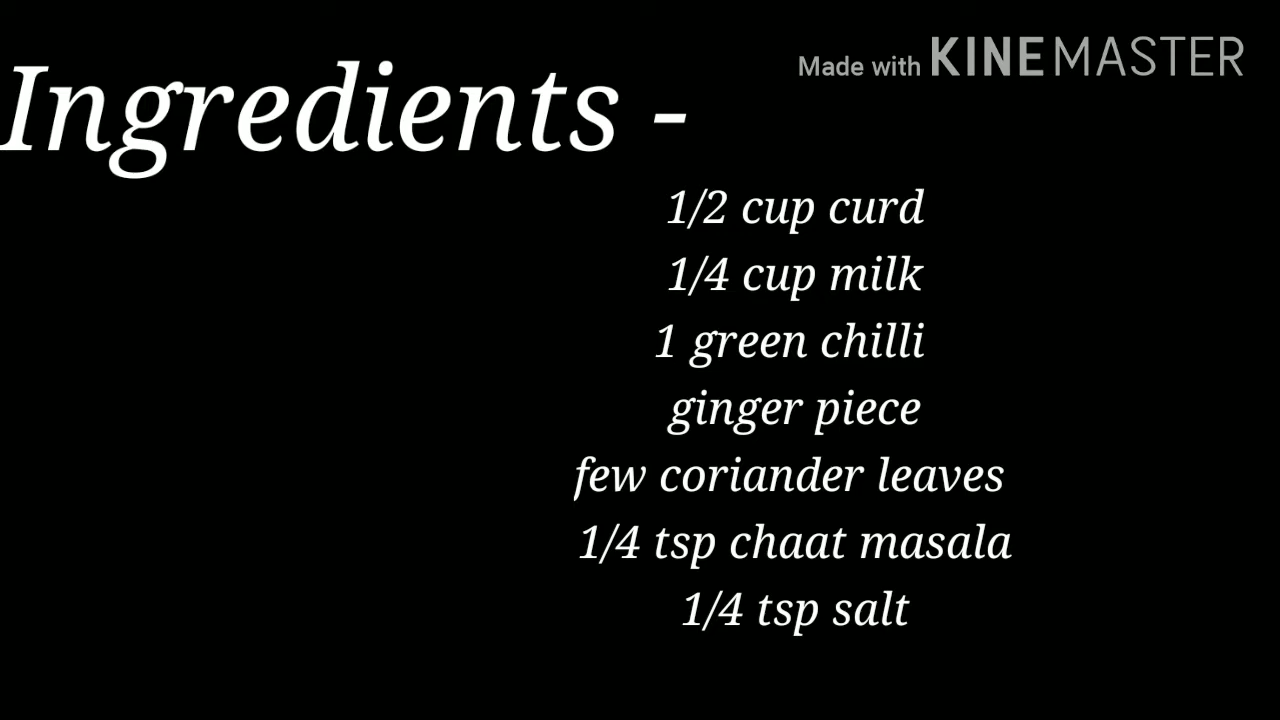 Made with KINEMASTER
Ingredients -
1/2 cup curd
1/4 cup milk
1 green chilli
ginger piece
few coriander leaves
1/4 tsp chaat masala
1/4 tsp salt